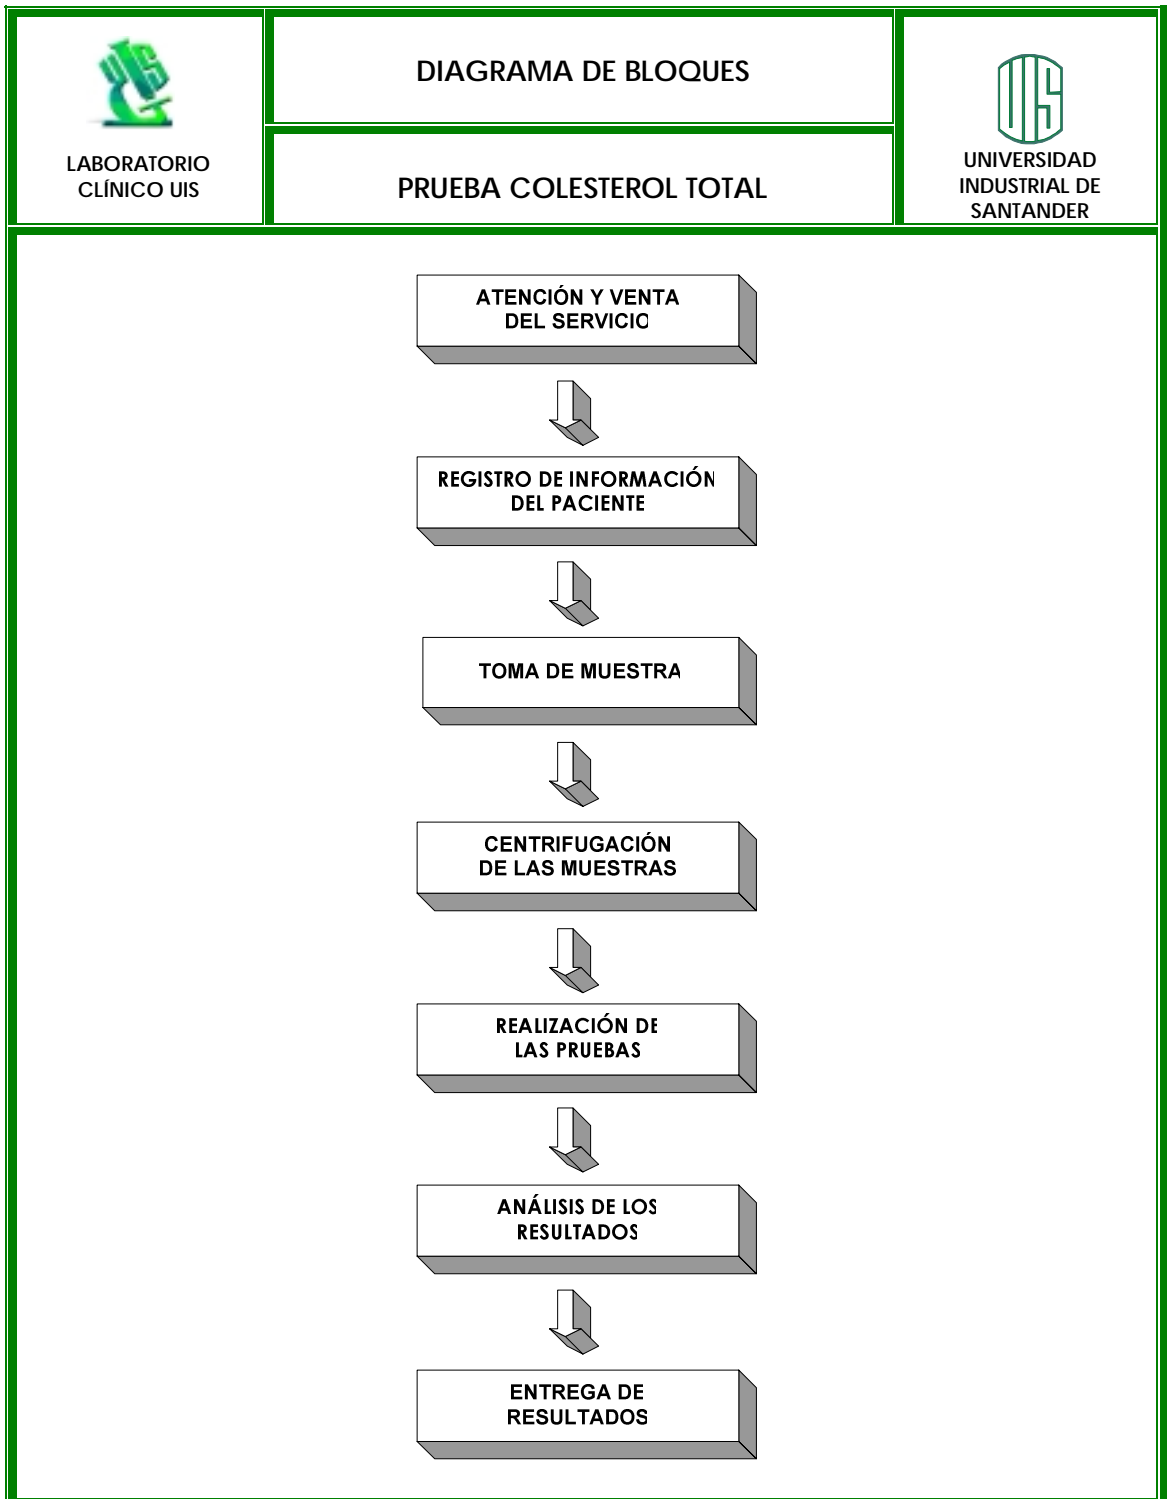 UIS
LABORATORIO
CLÍNICO UIS
DIAGRAMA DE BLOQUES
PRUEBA COLESTEROL TOTAL
UIS
UNIVERSIDAD
INDUSTRIAL DE
SANTANDER
ATENCIÓN Y VENTA
DEL SERVICIO
REGISTRO DE INFORMACIÓN
DEL PACIENTE
TOMA DE MUESTRA
CENTRIFUGACIÓN
DE LAS MUESTRAS
REALIZACIÓN DE
LAS PRUEBAS
ANÁLISIS DE LOS
RESULTADOS
ENTREGA DE
RESULTADOS